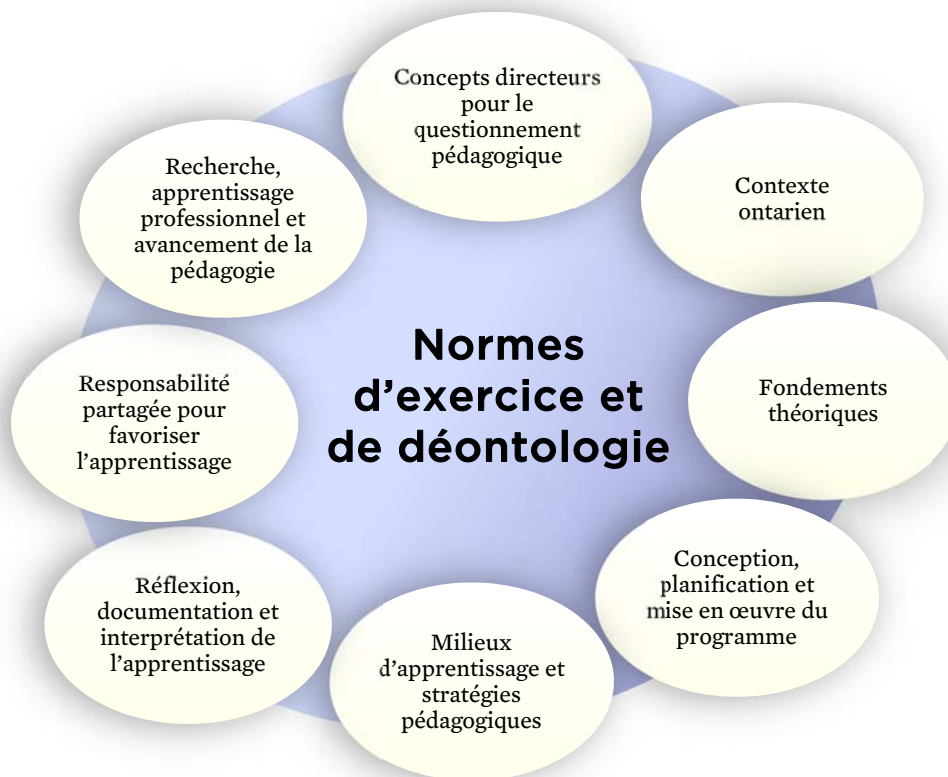 Concepts directeurs
pour le
questionnement
pédagogique
Contexte
ontarien
Fondements
théoriques
Conception,
planification et
mise en œuvre du
programme
Milieux
d'apprentissage et
stratégies
pédagogiques
Réflexion,
documentation et
interprétation de
l'apprentissage
Responsabilité
partagée pour
favoriser
l'apprentissage
Recherche,
apprentissage
professionnel et
avancement de la
pédagogie
Normes
d'exercice et
de déontologie